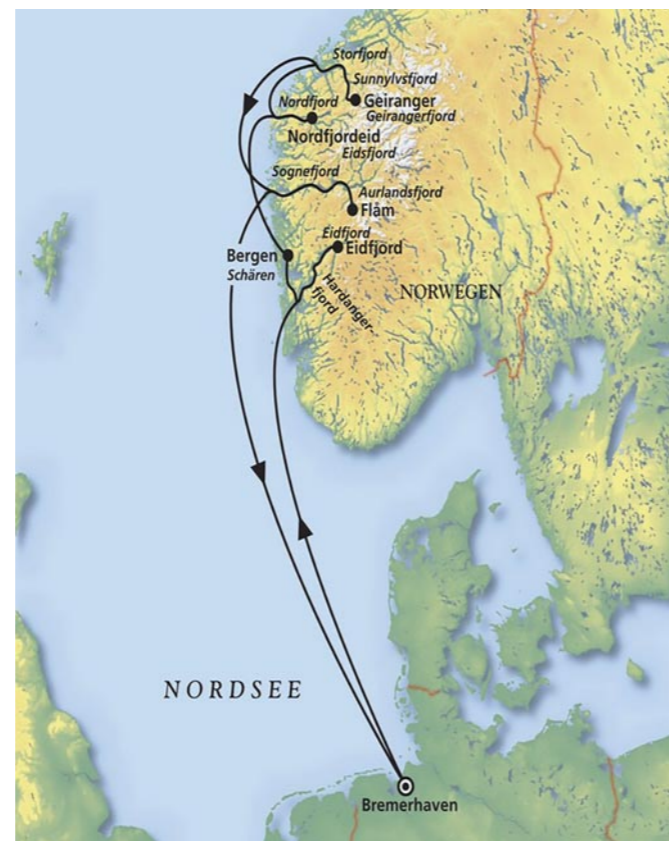 Storfjord
Sunnylvsfjord
Nordfjord
Geiranger
Geirangerfjord
Nordfjordeid
Eidsfjord
Sognefjord
Aurlandsfjord
Flåm
Eidfjord
Bergen
Eidfjord
Schären
Hardanger-
fjord
NORWEGEN
NORDSEE
Bremerhaven